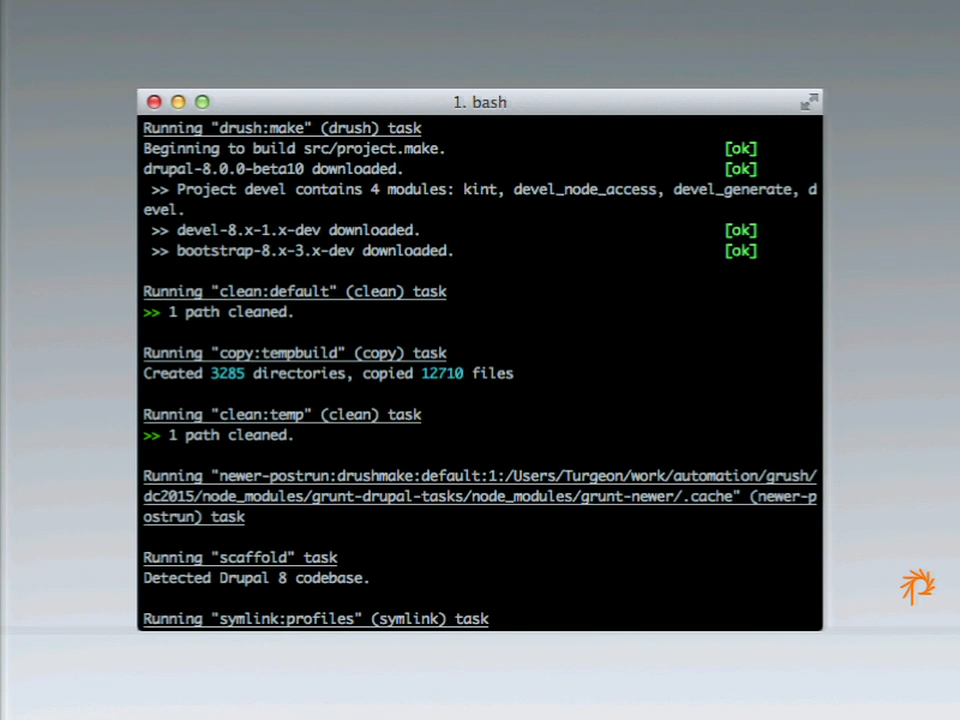 1. bash
Running "drush:make" (drush) task
Beginning to build src/project.make. [ok]
drupal-8.0.0-beta10 downloaded. [ok]
>> Project devel contains 4 modules: kint, devel_node_access, devel_generate, d
evel.
>> devel-8.x-1.x-dev downloaded. [ok]
>> bootstrap-8.x-3.x-dev downloaded. [ok]
Running "clean:default" (clean) task
>> 1 path cleaned.
Running "copy:tempbuild" (copy) task
Created 3285 directories, copied 12710 files
Running "clean:temp" (clean) task
>> 1 path cleaned.
Running "newer-postrun:drushmake:default:1:/Users/Turgeon/work/automation/grush/
dc2015/node_modules/grunt-drupal-tasks/node_modules/grunt-newer/.cache" (newer-p
ostrun) task
Running "scaffold" task
Detected Drupal 8 codebase.
Running "symlink:profiles" (symlink) task